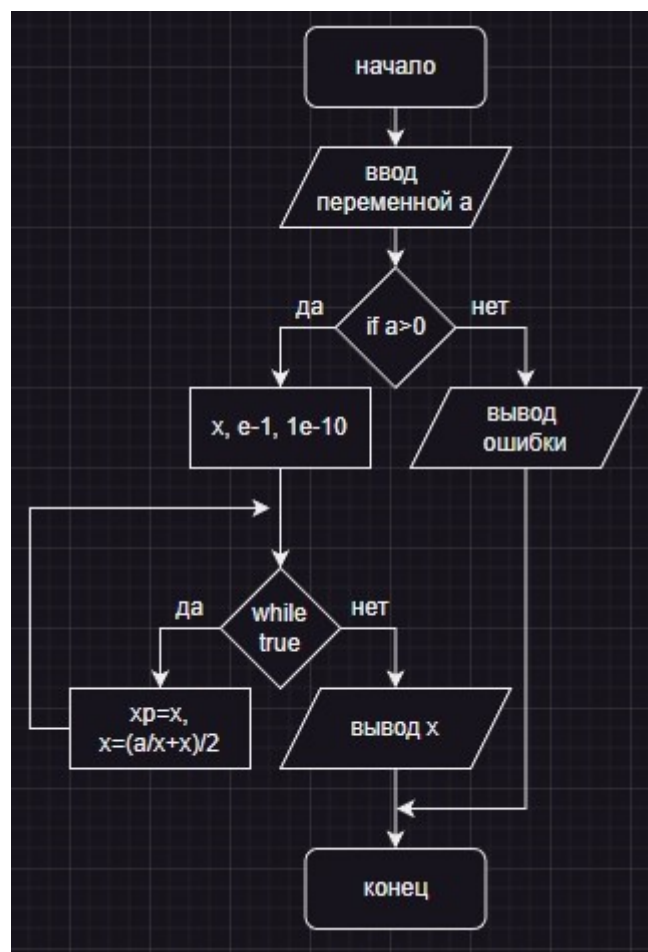 начало
ввод
переменной a
if a>0
да
нет
x, e-1, 1e-10
вывод
ошибки
while
true
да
нет
xp=x,
x=(a/x+x)/2
вывод x
конец